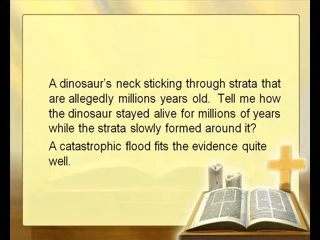 A dinosaur's neck sticking through strata that
are allegedly millions years old.  Tell me how
the dinosaur stayed alive for millions of years
while the strata slowly formed around it?
A catastrophic flood fits the evidence quite
well.